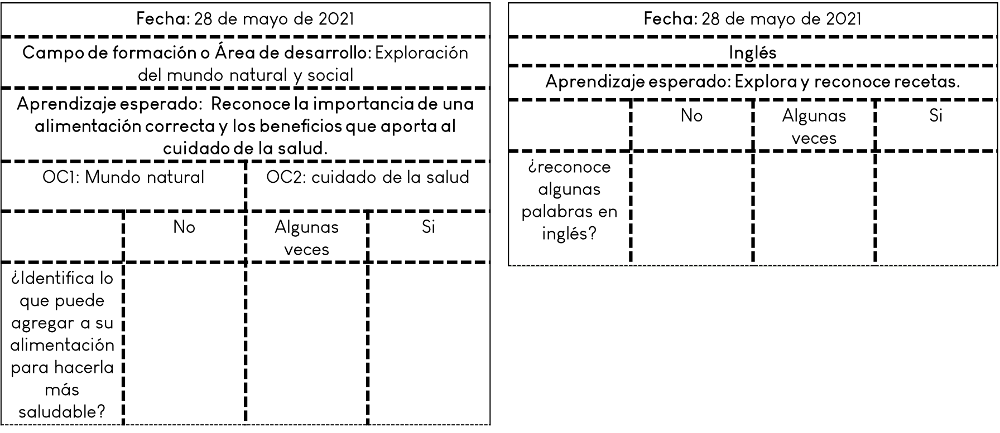 Fecha: 28 de mayo de 2021
Campo de formación o Área de desarrollo: Exploración
del mundo natural y social
Aprendizaje esperado: Reconoce la importancia de una
alimentación correcta y los beneficios que aporta al
cuidado de la salud.
OC1: Mundo natural
OC2: cuidado de la salud
No
Algunas
veces
Si
¿Identifica lo
que puede
agregar a su
alimentación
para hacerla
más
saludable?
Fecha: 28 de mayo de 2021
Inglés
Aprendizaje esperado: Explora y reconoce recetas.
No
Algunas
veces
Si
¿reconoce
algunas
palabras en
inglés?